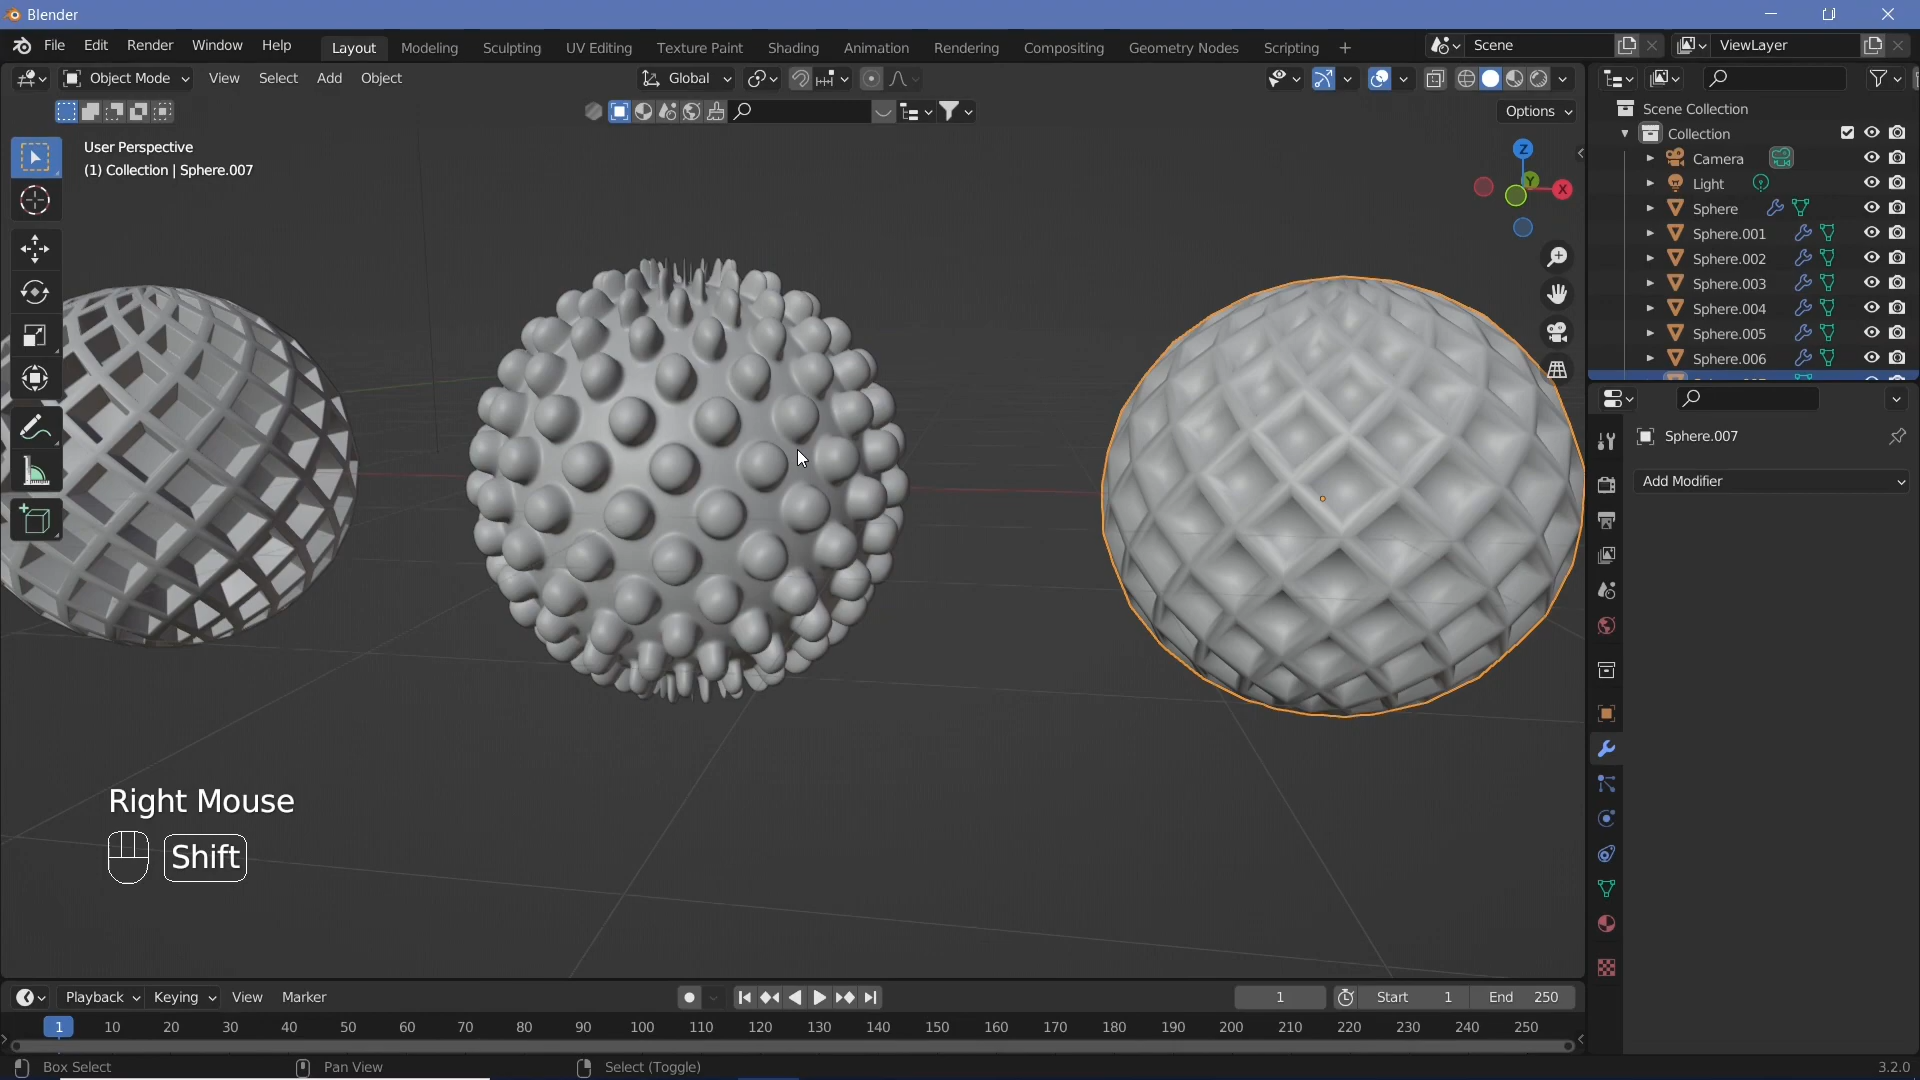 Blender
File Edit Render Window Help
Layout Modeling Sculpting UV Editing Texture Paint Shading Animation Rendering Compositing Geometry Nodes Scripting +
Scene
ViewLayer
Object Mode View Select Add Object
Global
Options
User Perspective
(1) Collection | Sphere.007
Z
Y
X
Scene Collection
Collection
Camera
Light
Sphere
Sphere.001
Sphere.002
Sphere.003
Sphere.004
Sphere.005
Sphere.006
Sphere.007
Add Modifier
Right Mouse
Shift
Playback Keying View Marker
1
Start 1
End 250
1 10 20 30 40 50 60 70 80 90 100 110 120 130 140 150 160 170 180 190 200 210 220 230 240 250
Box Select
Pan View
Select (Toggle)
3.2.0